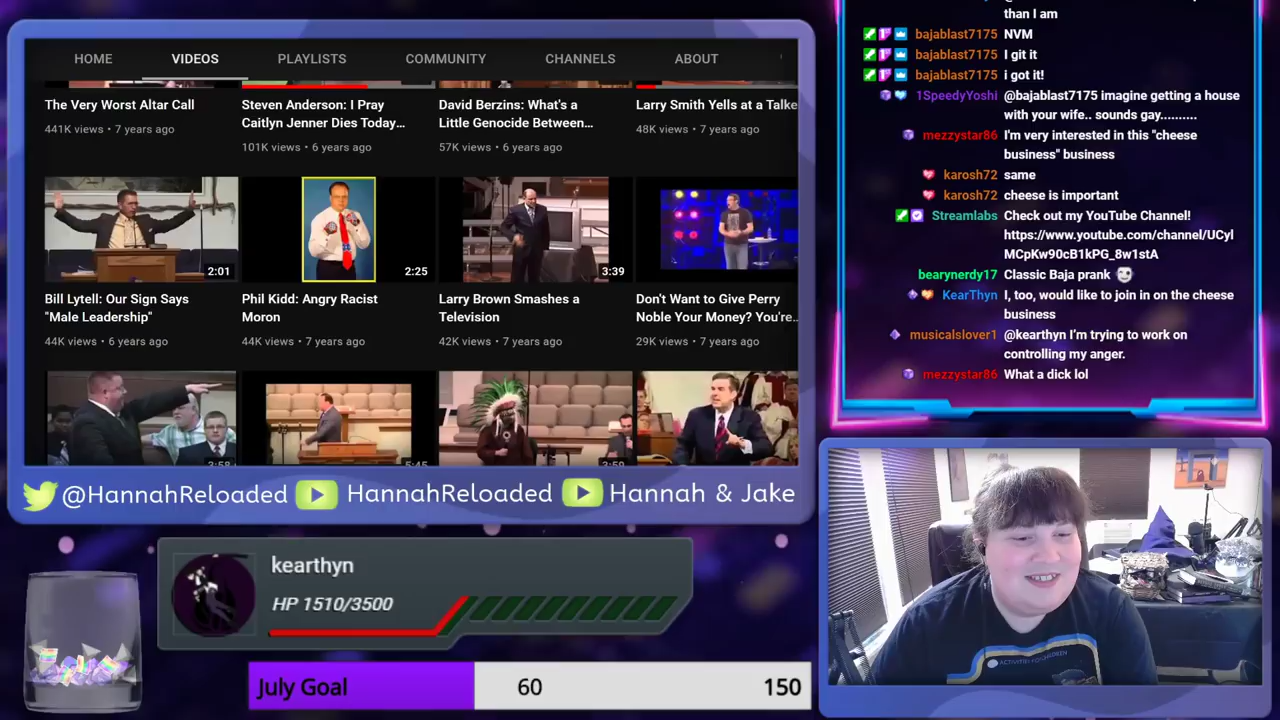 HOME VIDEOS PLAYLISTS COMMUNITY CHANNELS ABOUT
The Very Worst Altar Call
441K views • 7 years ago
Steven Anderson: I Pray
Caitlyn Jenner Dies Today…
101K views • 6 years ago
David Berzins: What's a
Little Genocide Between…
57K views • 6 years ago
Larry Smith Yells at a Talke
48K views • 7 years ago
2:01
Bill Lytell: Our Sign Says
"Male Leadership"
44K views • 6 years ago
2:25
Phil Kidd: Angry Racist
Moron
44K views • 7 years ago
3:39
Larry Brown Smashes a
Television
42K views • 7 years ago
Don't Want to Give Perry
Noble Your Money? You're…
29K views • 7 years ago
3:58
5:45
3:59
@HannahReloaded HannahReloaded Hannah & Jake
kearthyn
HP 1510/3500
July Goal 60 150
than I am
bajablast7175 NVM
bajablast7175 I git it
bajablast7175 i got it!
1SpeedyYoshi @bajablast7175 imagine getting a house
with your wife.. sounds gay..........
mezzystar86 I'm very interested in this "cheese
business" business
karosh72 same
karosh72 cheese is important
Streamlabs Check out my YouTube Channel!
https://www.youtube.com/channel/UCyl
MCpKw90cB1kPG_8w1stA
bearynerdy17 Classic Baja prank
KearThyn I, too, would like to join in on the cheese
business
musicalslover1 @kearthyn I'm trying to work on
controlling my anger.
mezzystar86 What a dick lol